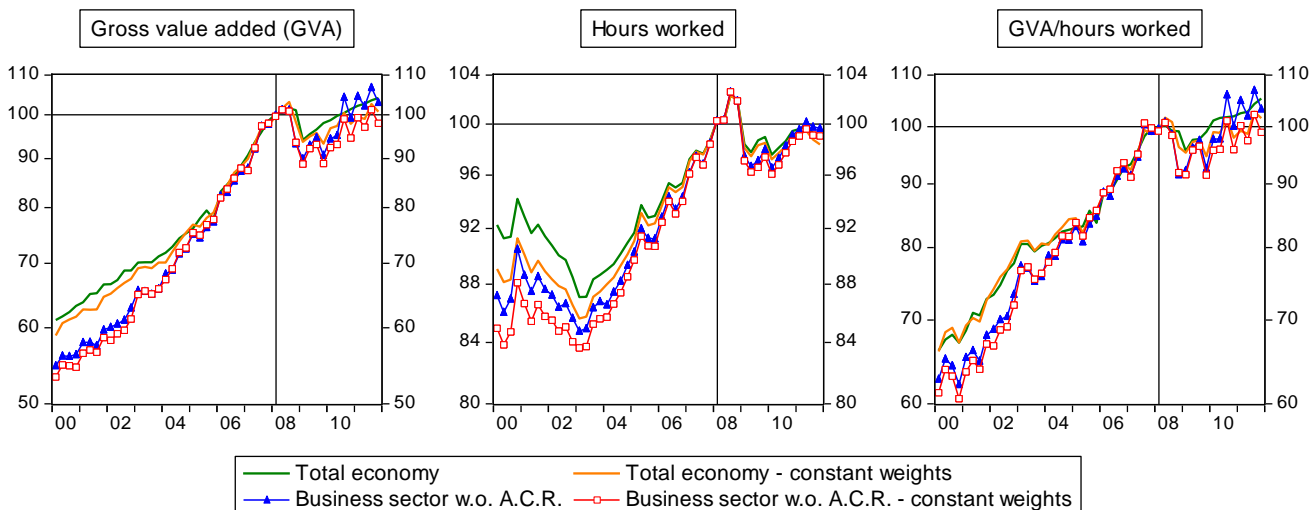 Gross value added (GVA)
Hours worked
GVA/hours worked
110 110 104 104 110 110
100 100 100 100 100 100
90 90 96 96 90 90
80 80 92 92 80 80
70 70 88 88 70 70
60 60 84 84 60 60
50 50 80 80
00 02 04 06 08 10 00 02 04 06 08 10 00 02 04 06 08 10
Total economy
Total economy - constant weights
Business sector w.o. A.C.R.
Business sector w.o. A.C.R. - constant weights